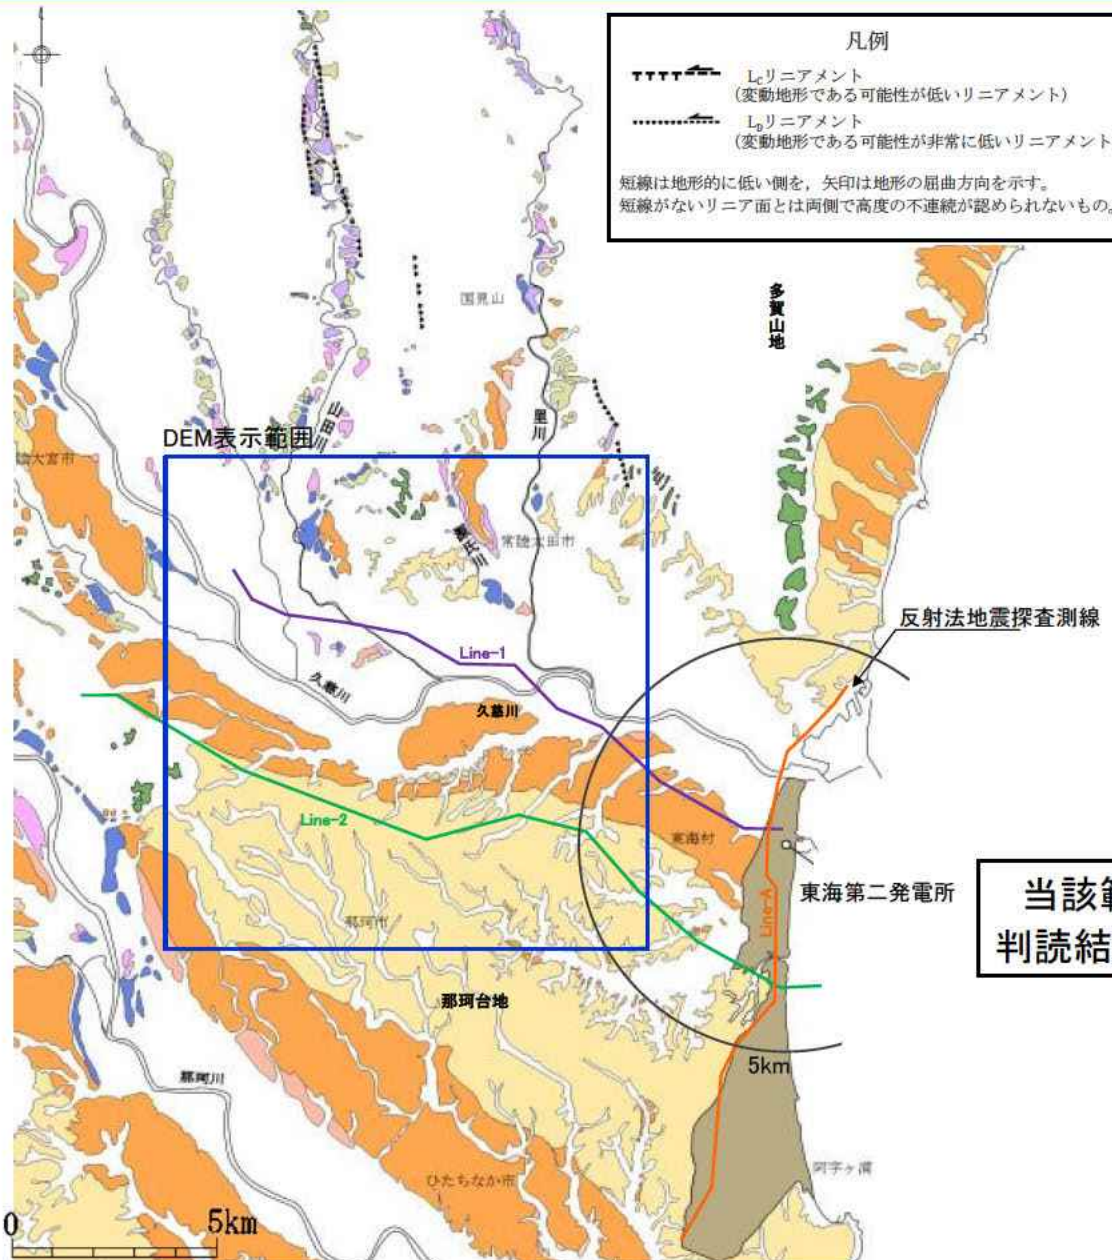 凡例
LCリニアメント
(変動地形である可能性が低いリニアメント)
LDリニアメント
(変動地形である可能性が非常に低いリニアメント
短線は地形的に低い側を，矢印は地形の屈曲方向を示す。
短線がないリニア面とは両側で高度の不連続が認められないもの。
国見山
多賀山地
山田川
里川
DEM表示範囲
陸大宮市
源氏川
常陸太田市
反射法地震探査測線
Line-1
久慈川
久慈川
Line-2
東海村
東海第二発電所
当該範
判読結
Line-A
那珂市
那珂台地
5km
那珂川
阿字ヶ浦
ひたちなか市
0
5km